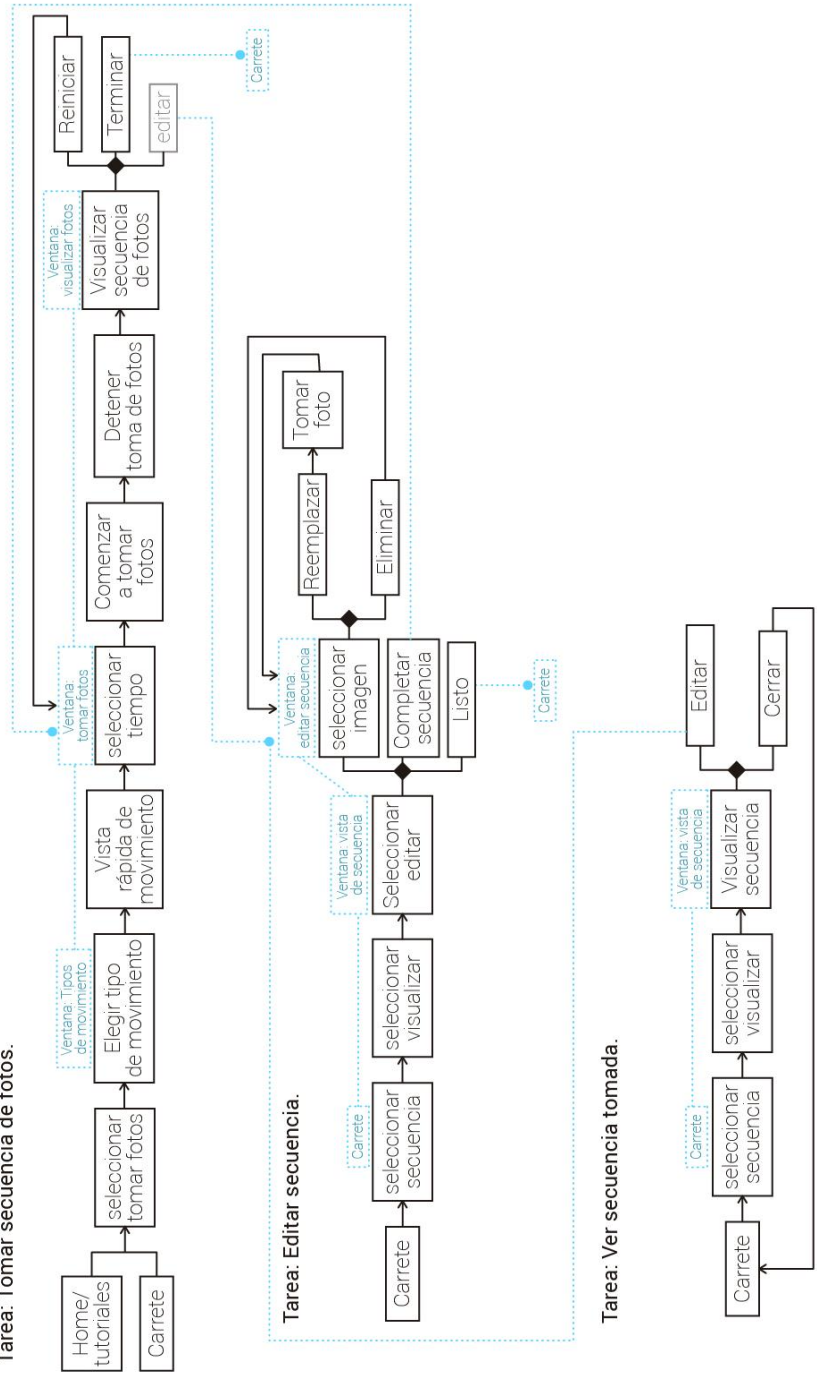 Tarea: Tomar secuencia de fotos.
Home/
tutoriales
Carrete
seleccionar
tomar fotos
Ventana: Tipos
de movimiento
Elegir tipo
de movimiento
Vista
rápida de
movimiento
Ventana:
tomar fotos
seleccionar
tiempo
Comenzar
a tomar
fotos
Detener
toma de fotos
Ventana:
visualizar fotos
Visualizar
secuencia
de fotos
Reiniciar
Terminar
editar
Carrete
Tarea: Editar secuencia.
Carrete
Carrete
seleccionar
secuencia
seleccionar
visualizar
Ventana: vista
de secuencia
Seleccionar
editar
Ventana:
editar secuencia
seleccionar
imagen
Completar
secuencia
Listo
Reemplazar
Eliminar
Tomar
foto
Carrete
Tarea: Ver secuencia tomada.
Carrete
Carrete
seleccionar
secuencia
seleccionar
visualizar
Ventana: vista
de secuencia
Visualizar
secuencia
Editar
Cerrar